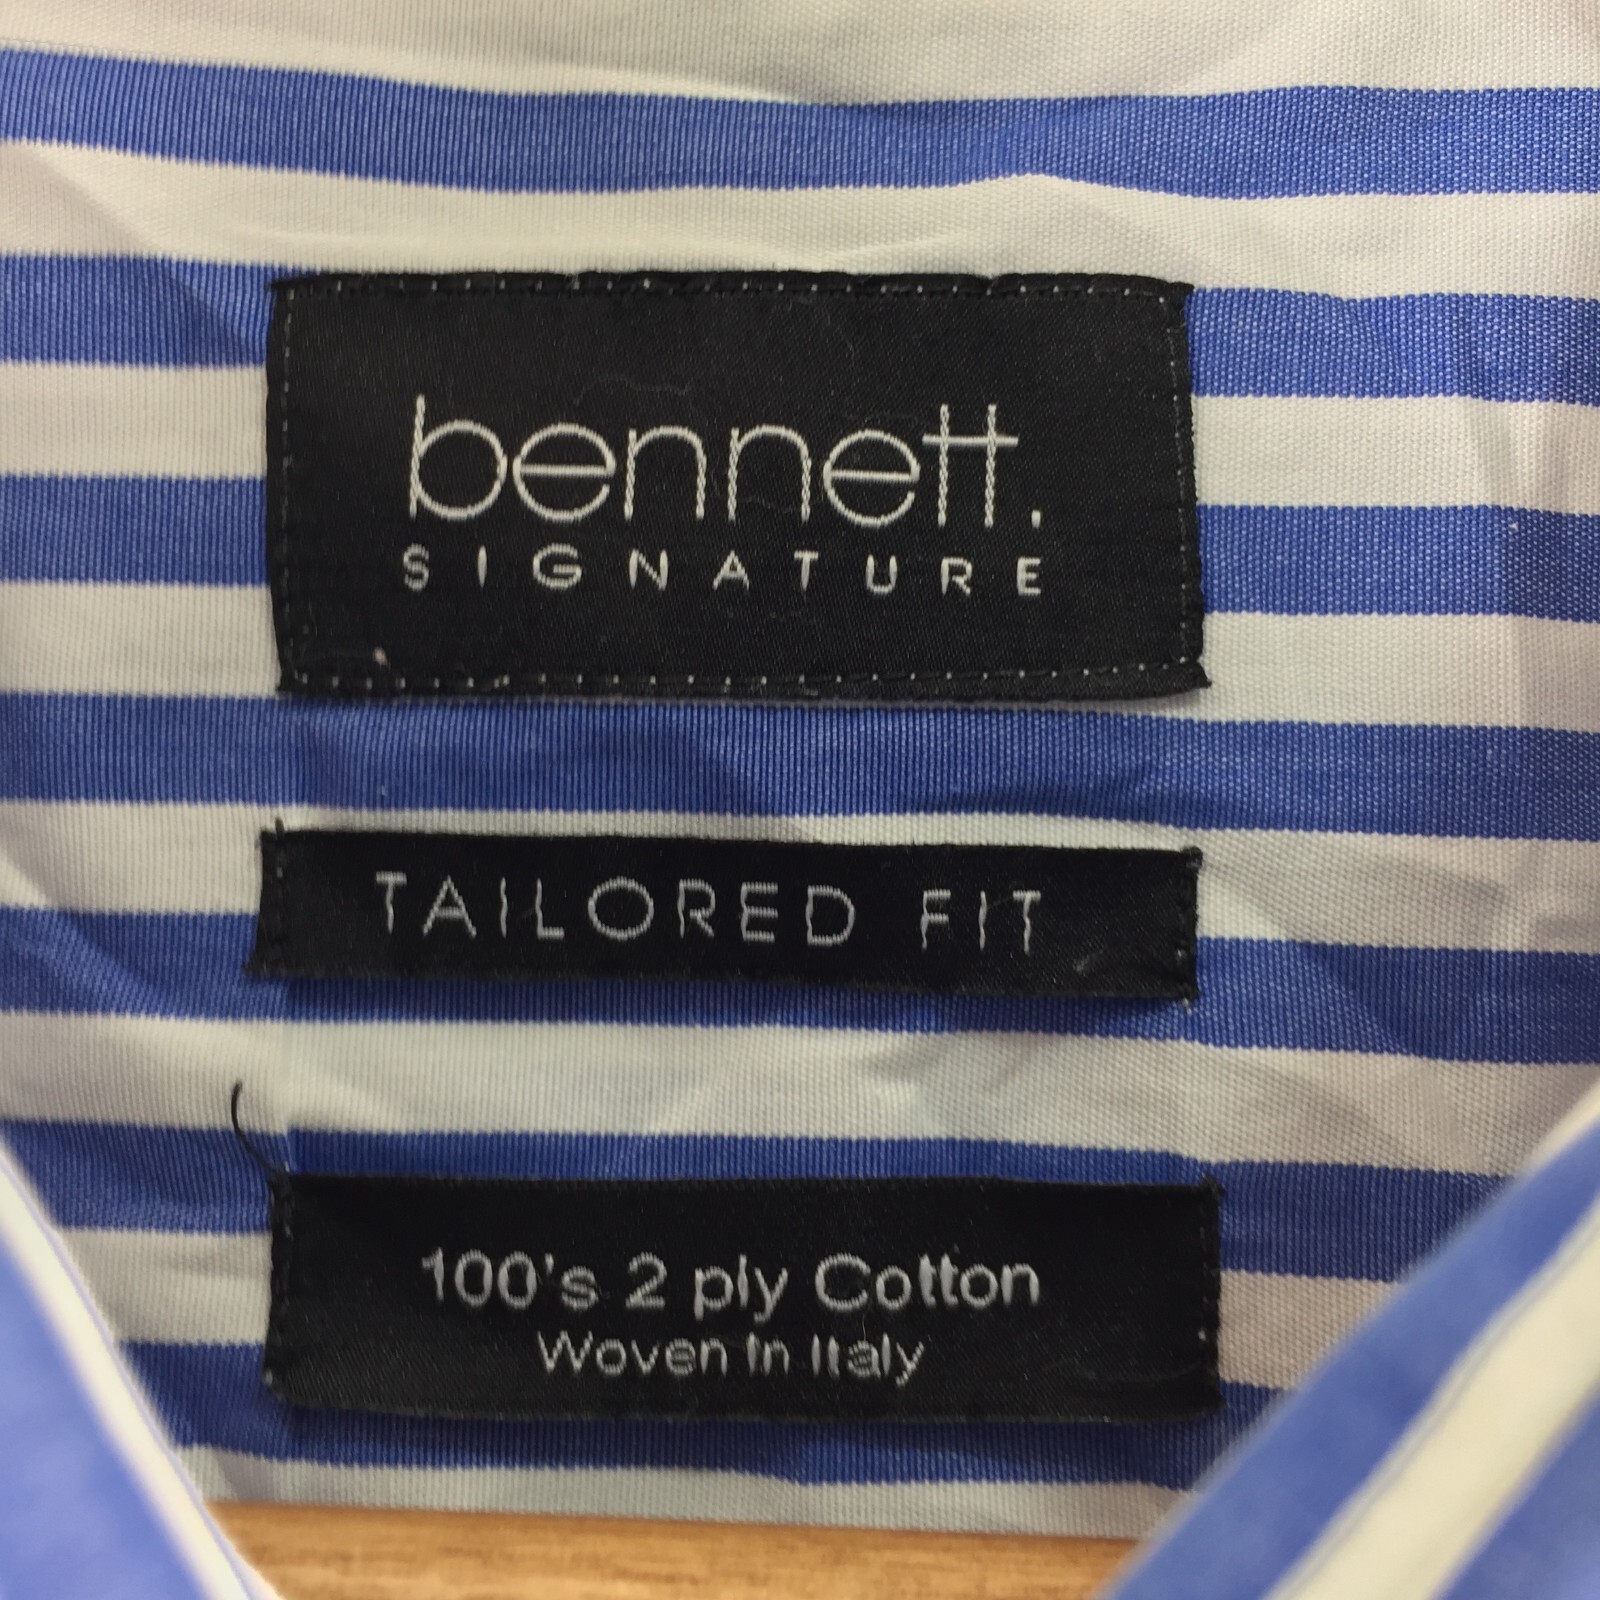 bennett.
SIGNATURE
TAILORED FIT
100's 2 ply Cotton
Woven In Italy